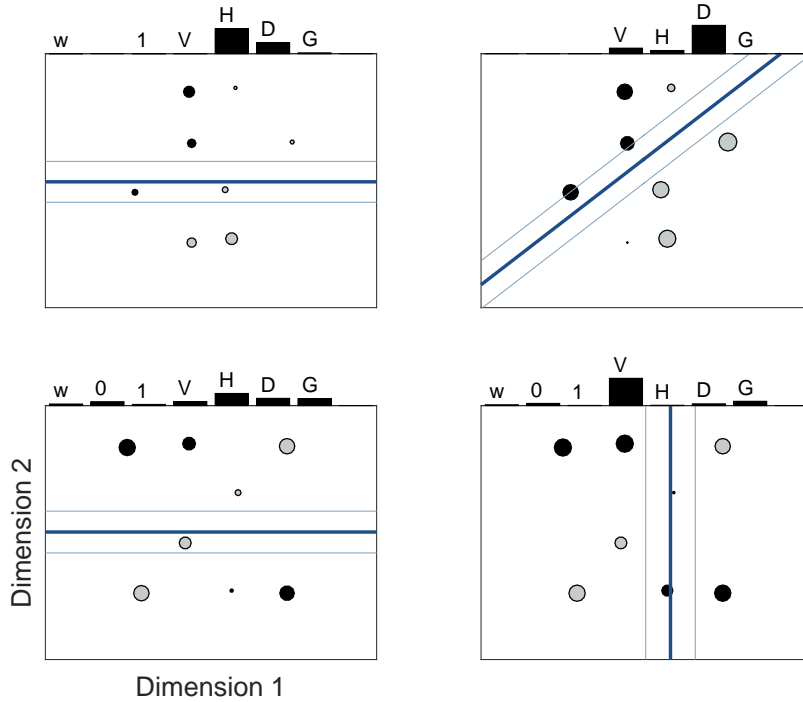 w 1 V H D G
V H D G
w 0 1 V H D G
w 0 1 V H D G
Dimension 2
Dimension 1